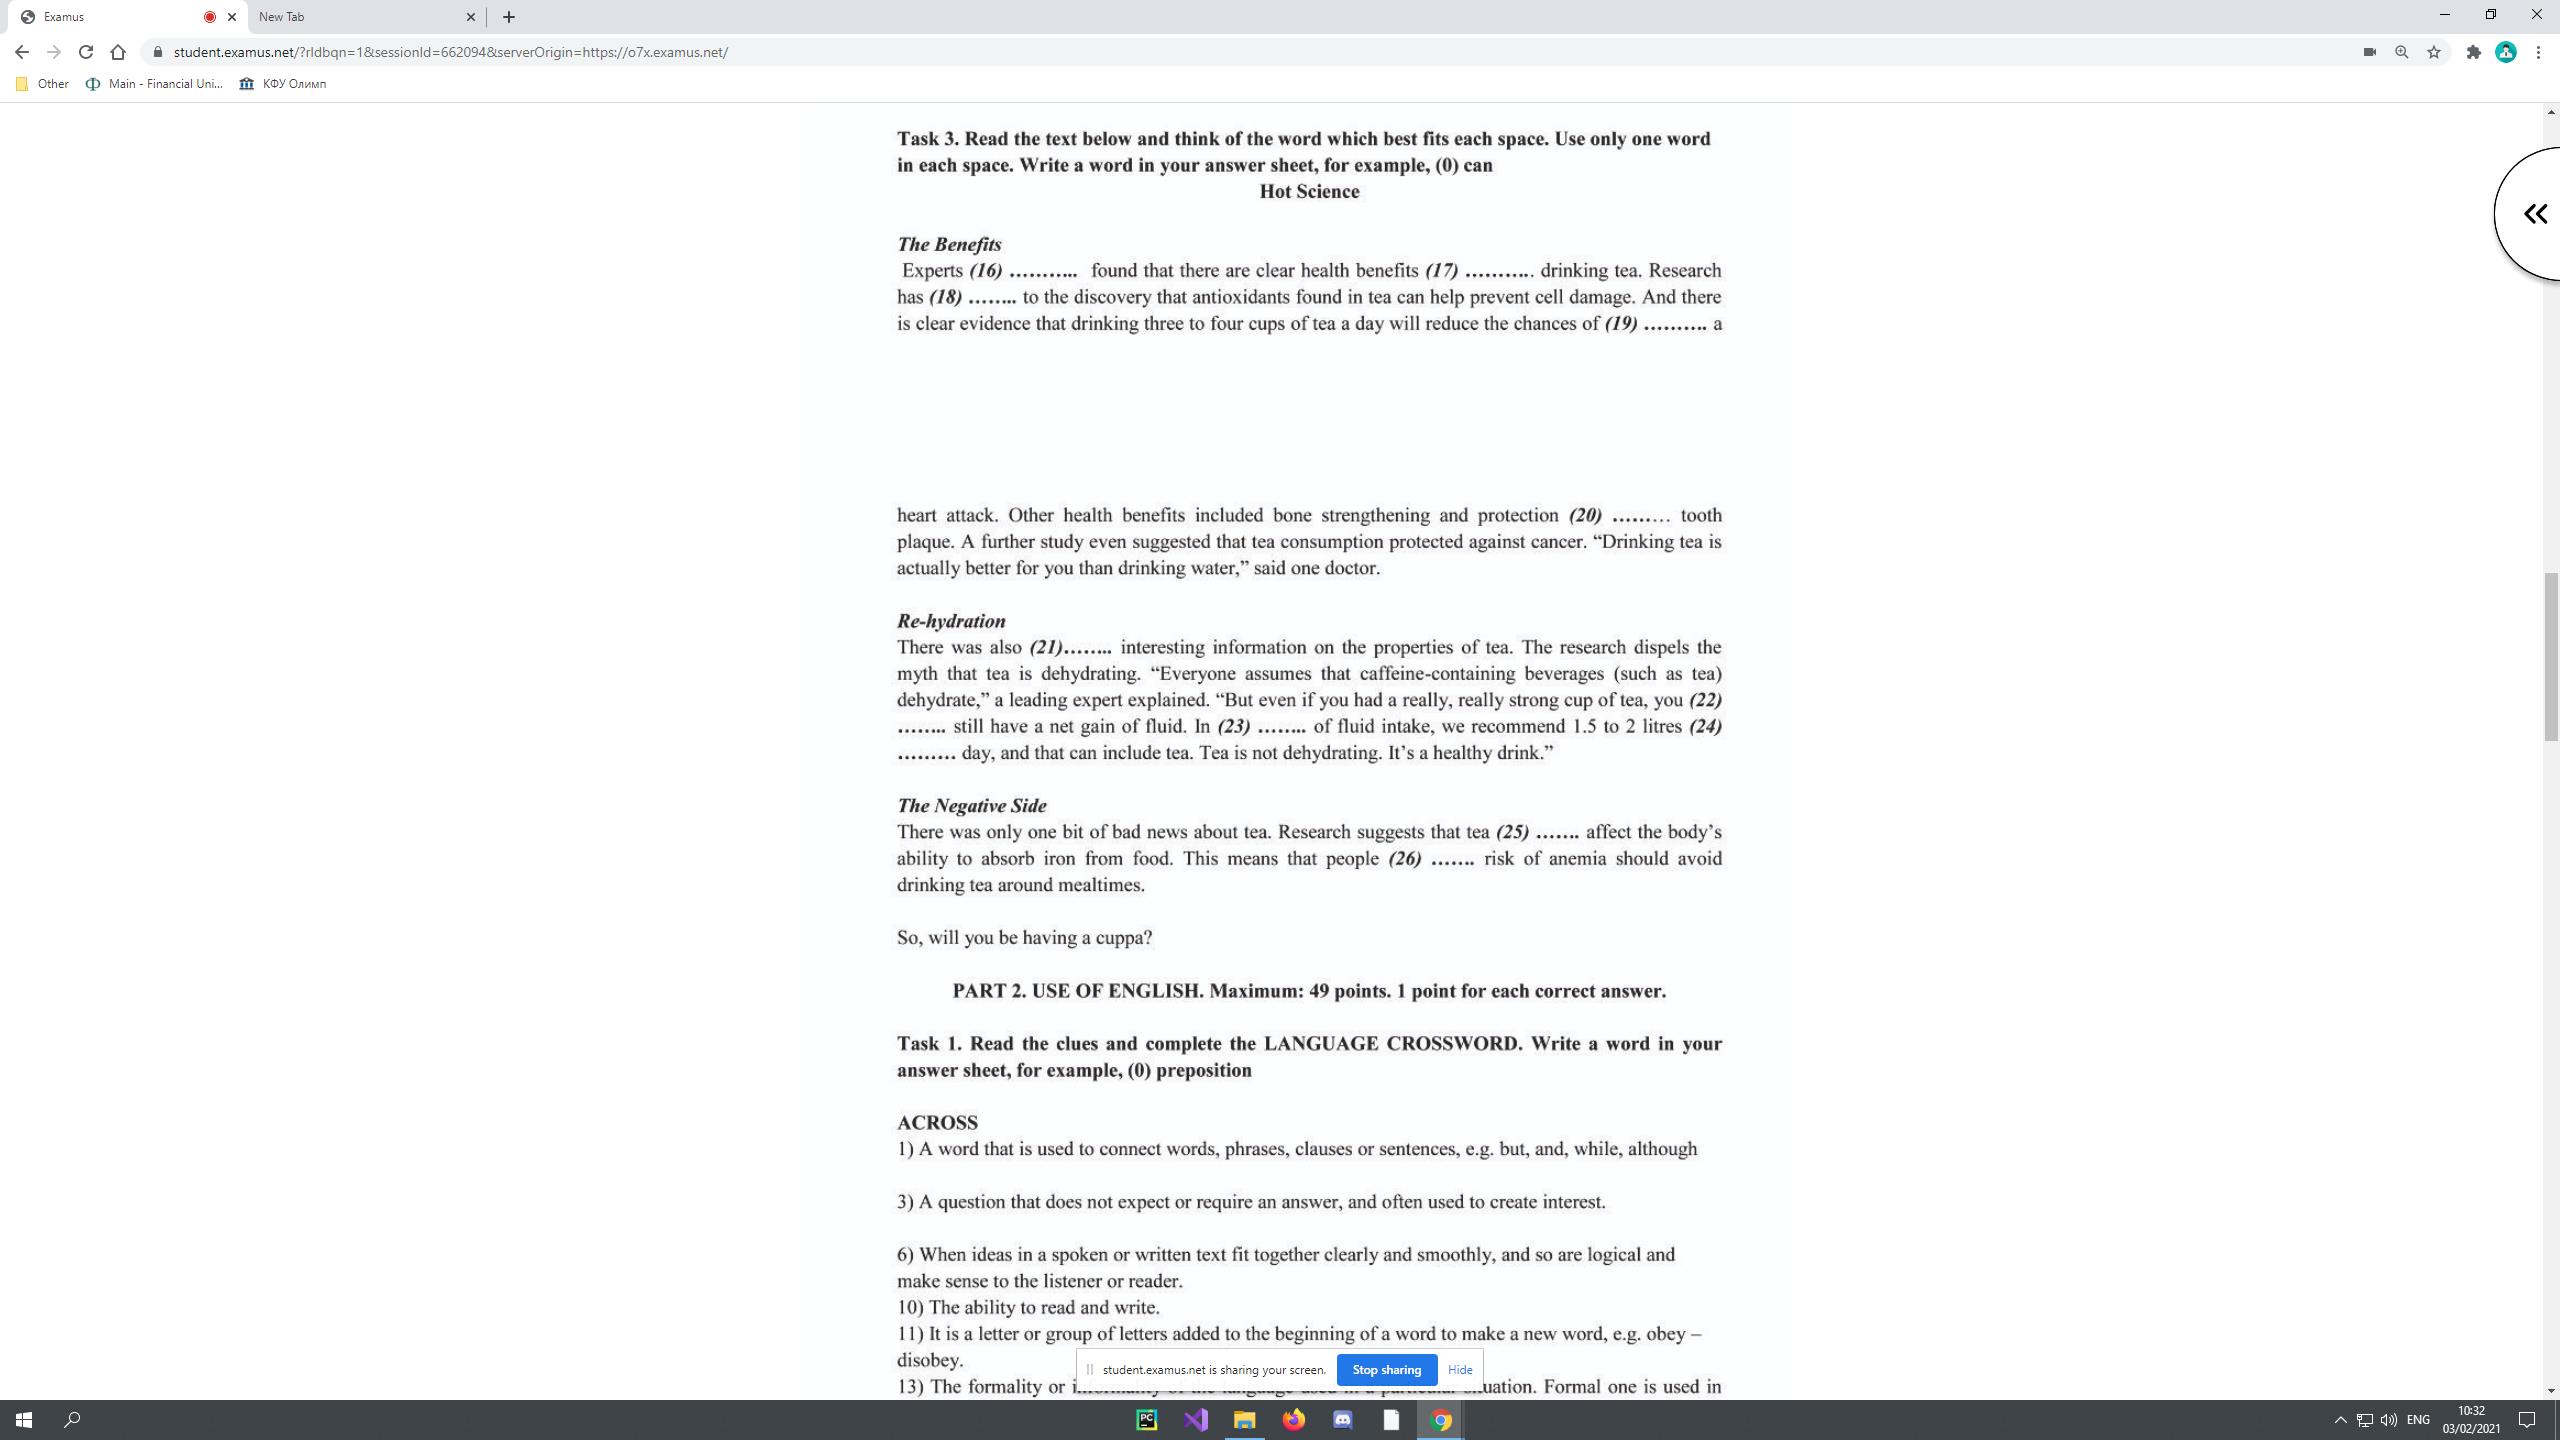 Examus
New Tab
student.examus.net/?rldbqn=1&sessionId=662094&serverOrigin=https://o7x.examus.net/
Other Main - Financial Uni... КФУ Олимп
Task 3. Read the text below and think of the word which best fits each space. Use only one word
in each space. Write a word in your answer sheet, for example, (0) can
Hot Science
The Benefits
Experts (16) ……….. found that there are clear health benefits (17) ……….. drinking tea. Research
has (18) …….. to the discovery that antioxidants found in tea can help prevent cell damage. And there
is clear evidence that drinking three to four cups of tea a day will reduce the chances of (19) ………. a
heart attack. Other health benefits included bone strengthening and protection (20) ……… tooth
plaque. A further study even suggested that tea consumption protected against cancer. “Drinking tea is
actually better for you than drinking water,” said one doctor.
Re-hydration
There was also (21)…….. interesting information on the properties of tea. The research dispels the
myth that tea is dehydrating. “Everyone assumes that caffeine-containing beverages (such as tea)
dehydrate,” a leading expert explained. “But even if you had a really, really strong cup of tea, you (22)
…….. still have a net gain of fluid. In (23) …….. of fluid intake, we recommend 1.5 to 2 litres (24)
……… day, and that can include tea. Tea is not dehydrating. It’s a healthy drink.”
The Negative Side
There was only one bit of bad news about tea. Research suggests that tea (25) ……. affect the body’s
ability to absorb iron from food. This means that people (26) ……. risk of anemia should avoid
drinking tea around mealtimes.
So, will you be having a cuppa?
PART 2. USE OF ENGLISH. Maximum: 49 points. 1 point for each correct answer.
Task 1. Read the clues and complete the LANGUAGE CROSSWORD. Write a word in your
answer sheet, for example, (0) preposition
ACROSS
1) A word that is used to connect words, phrases, clauses or sentences, e.g. but, and, while, although
3) A question that does not expect or require an answer, and often used to create interest.
6) When ideas in a spoken or written text fit together clearly and smoothly, and so are logical and
make sense to the listener or reader.
10) The ability to read and write.
11) It is a letter or group of letters added to the beginning of a word to make a new word, e.g. obey –
disobey.
student.examus.net is sharing your screen. Stop sharing Hide
13) The formality or Formal one is used in
PC
ENG
10:32
03/02/2021